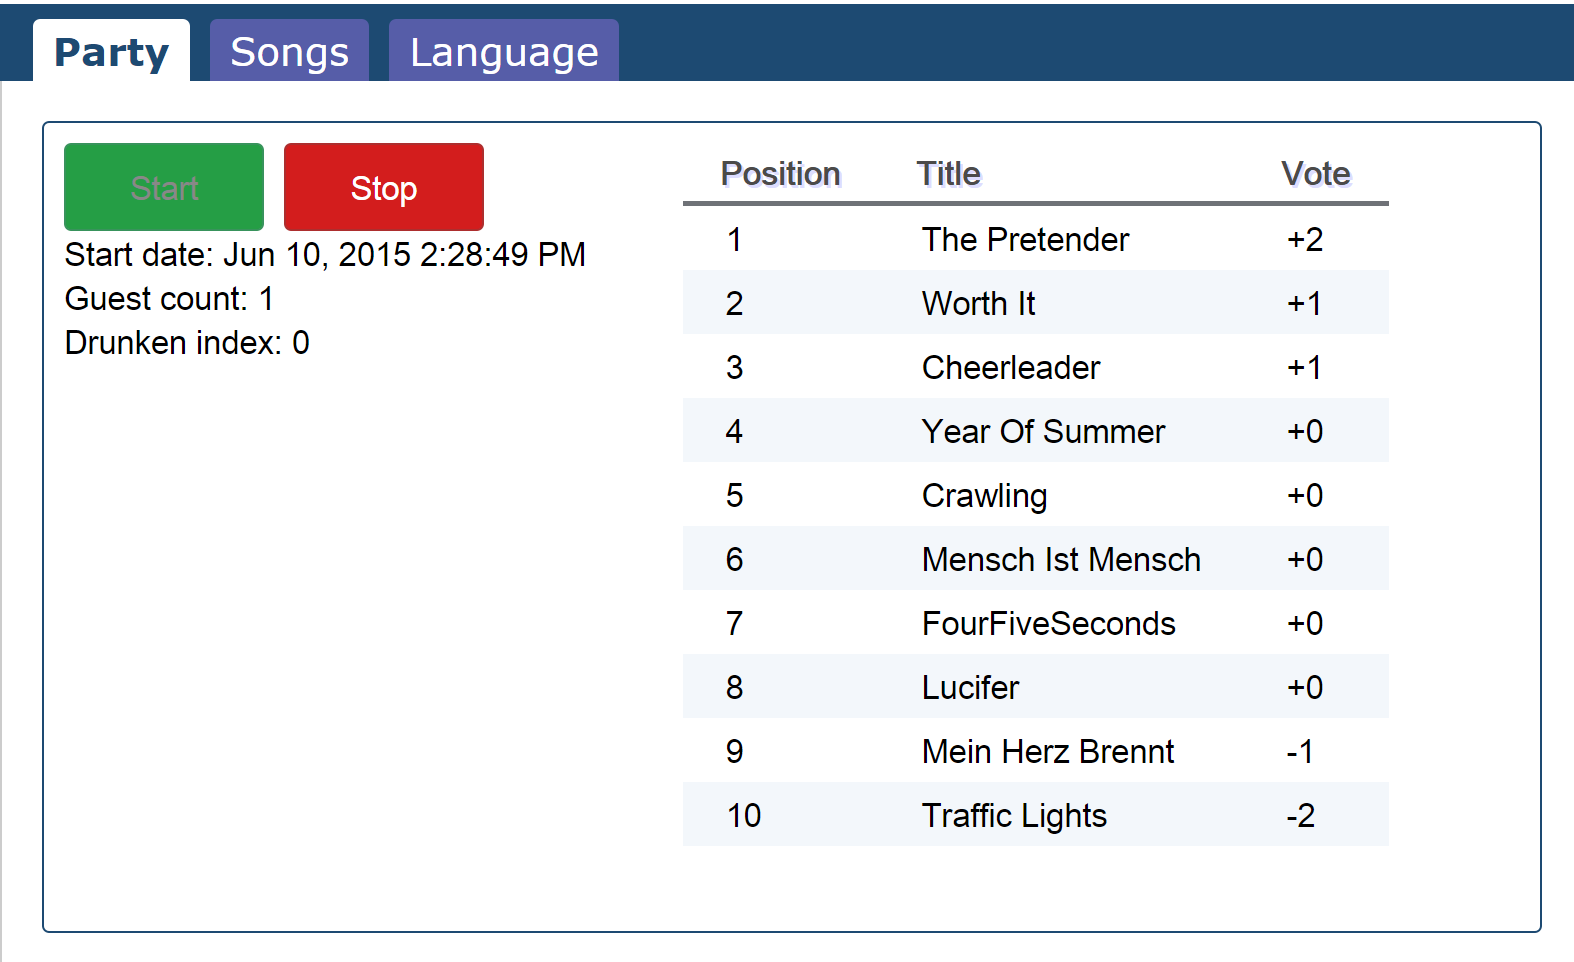 Party Songs Language
Start Stop
Start date: Jun 10, 2015 2:28:49 PM
Guest count: 1
Drunken index: 0
Position Title Vote
1 The Pretender +2
2 Worth It +1
3 Cheerleader +1
4 Year Of Summer +0
5 Crawling +0
6 Mensch Ist Mensch +0
7 FourFiveSeconds +0
8 Lucifer +0
9 Mein Herz Brennt -1
10 Traffic Lights -2